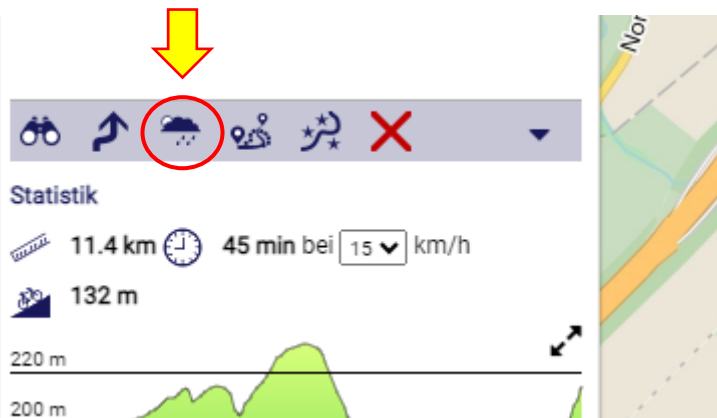 Nor
Statistik
11.4 km 45 min bei 15 km/h
132 m
220 m
200 m